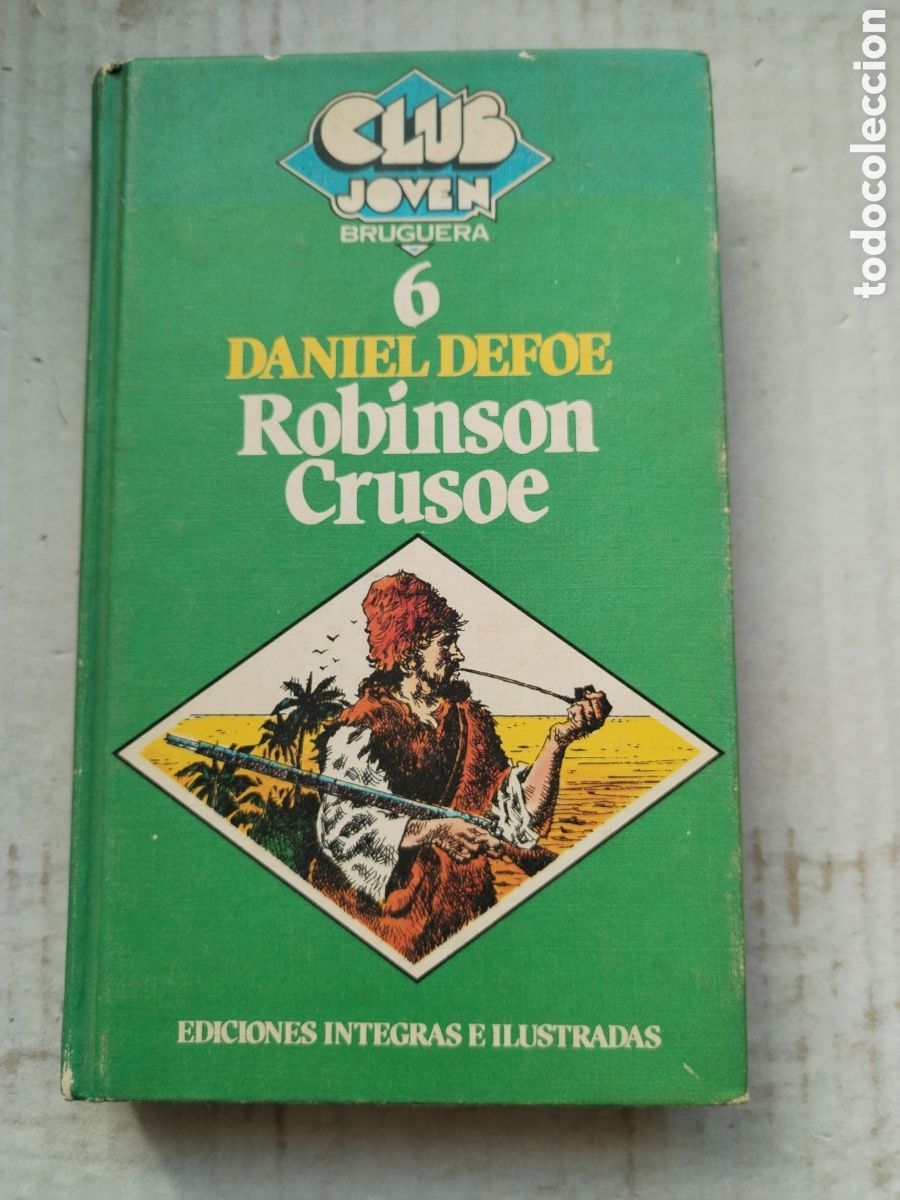 CLUB
JOVEN
BRUGUERA
6
DANIEL DEFOE
Robinson
Crusoe
EDICIONES INTEGRAS E ILUSTRADAS
todocoleccion